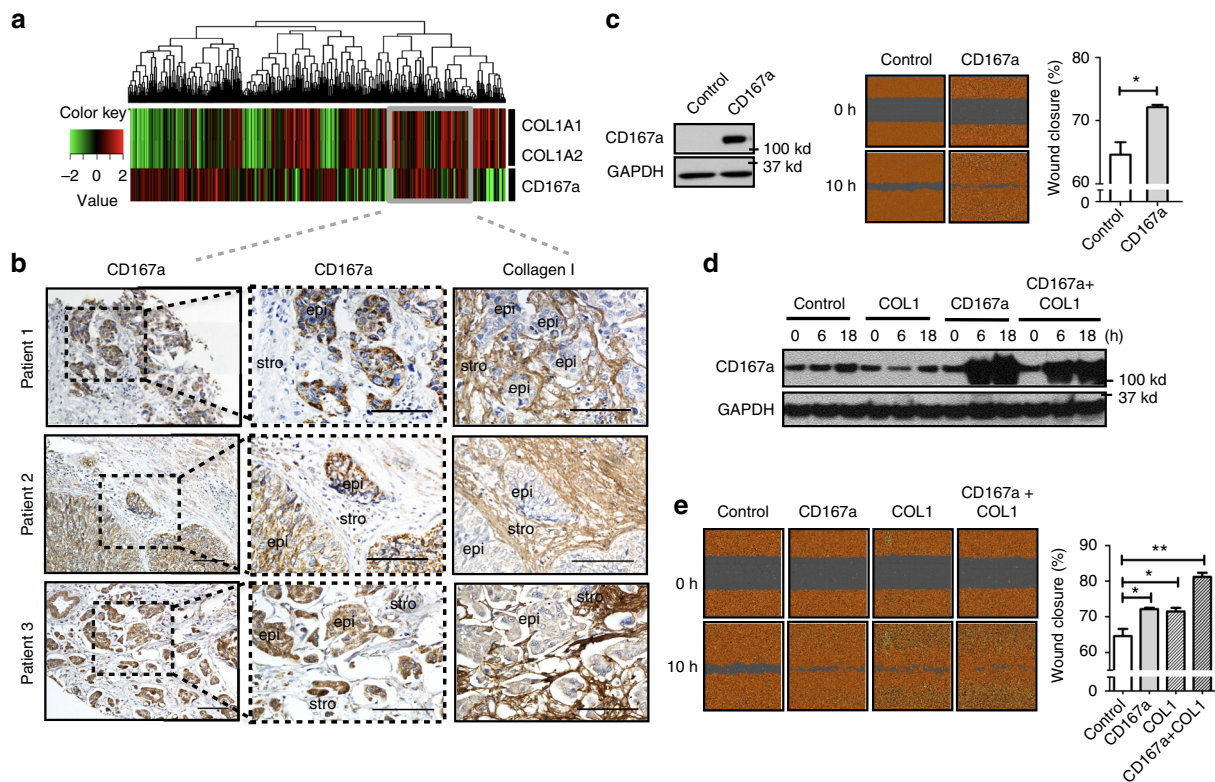 a
Color key
−2 0 2
Value
COL1A1
COL1A2
CD167a
b
CD167a
CD167a
Collagen I
Patient 1
epi
stro
epi
epi
stro
epi
epi
Patient 2
epi
stro
epi
epi
stro
epi
Patient 3
stro
epi
epi
stro
stro
epi
c
Control
CD167a
CD167a
100 kd
37 kd
GAPDH
Control
CD167a
0 h
10 h
Wound closure (%)
80
70
60
0
*
Control
CD167a
d
Control
COL1
CD167a
CD167a+
COL1
0 6 18 0 6 18 0 6 18 0 6 18 (h)
CD167a
100 kd
37 kd
GAPDH
e
Control
CD167a
COL1
CD167a +
COL1
0 h
10 h
Wound closure (%)
90
80
70
60
0
**
*
*
Control
CD167a
COL1
CD167a+COL1